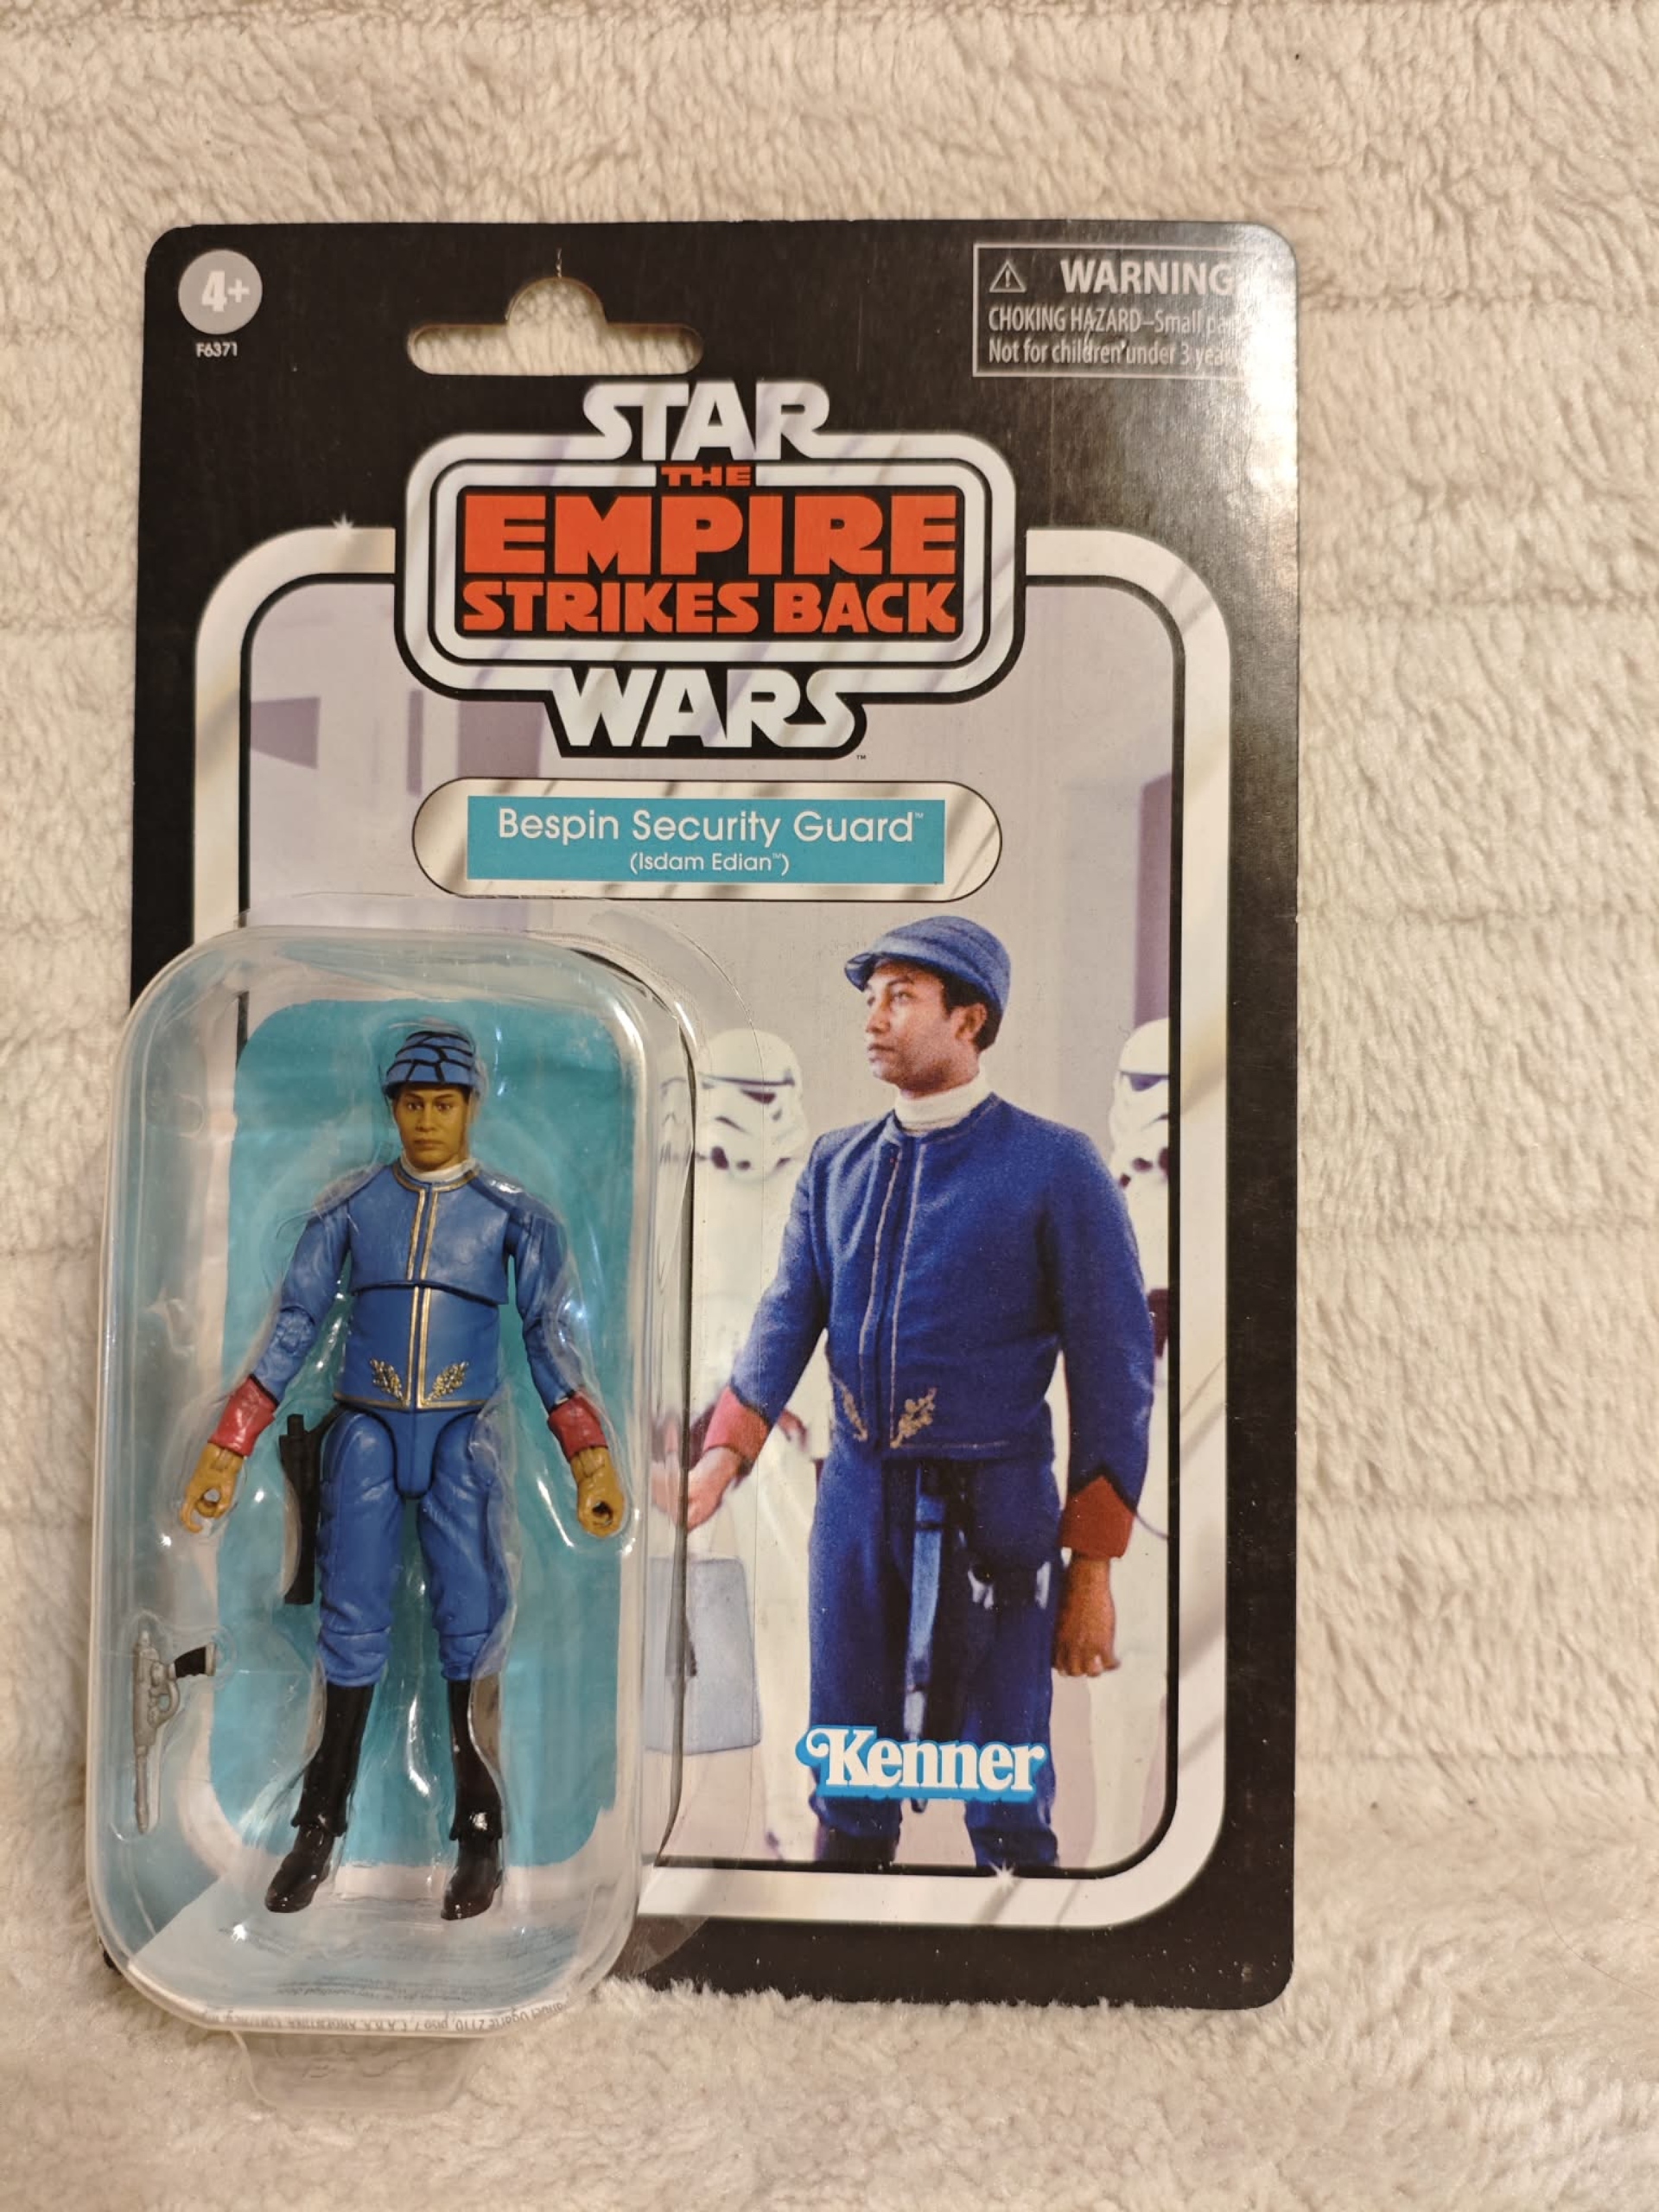 4+
F6371
WARNING
CHOKING HAZARD–Small
Not for children under 3
STAR
THE
EMPIRE
STRIKES BACK
WARS™
Bespin Security Guard™
(Isdam Edian™)
Kenner